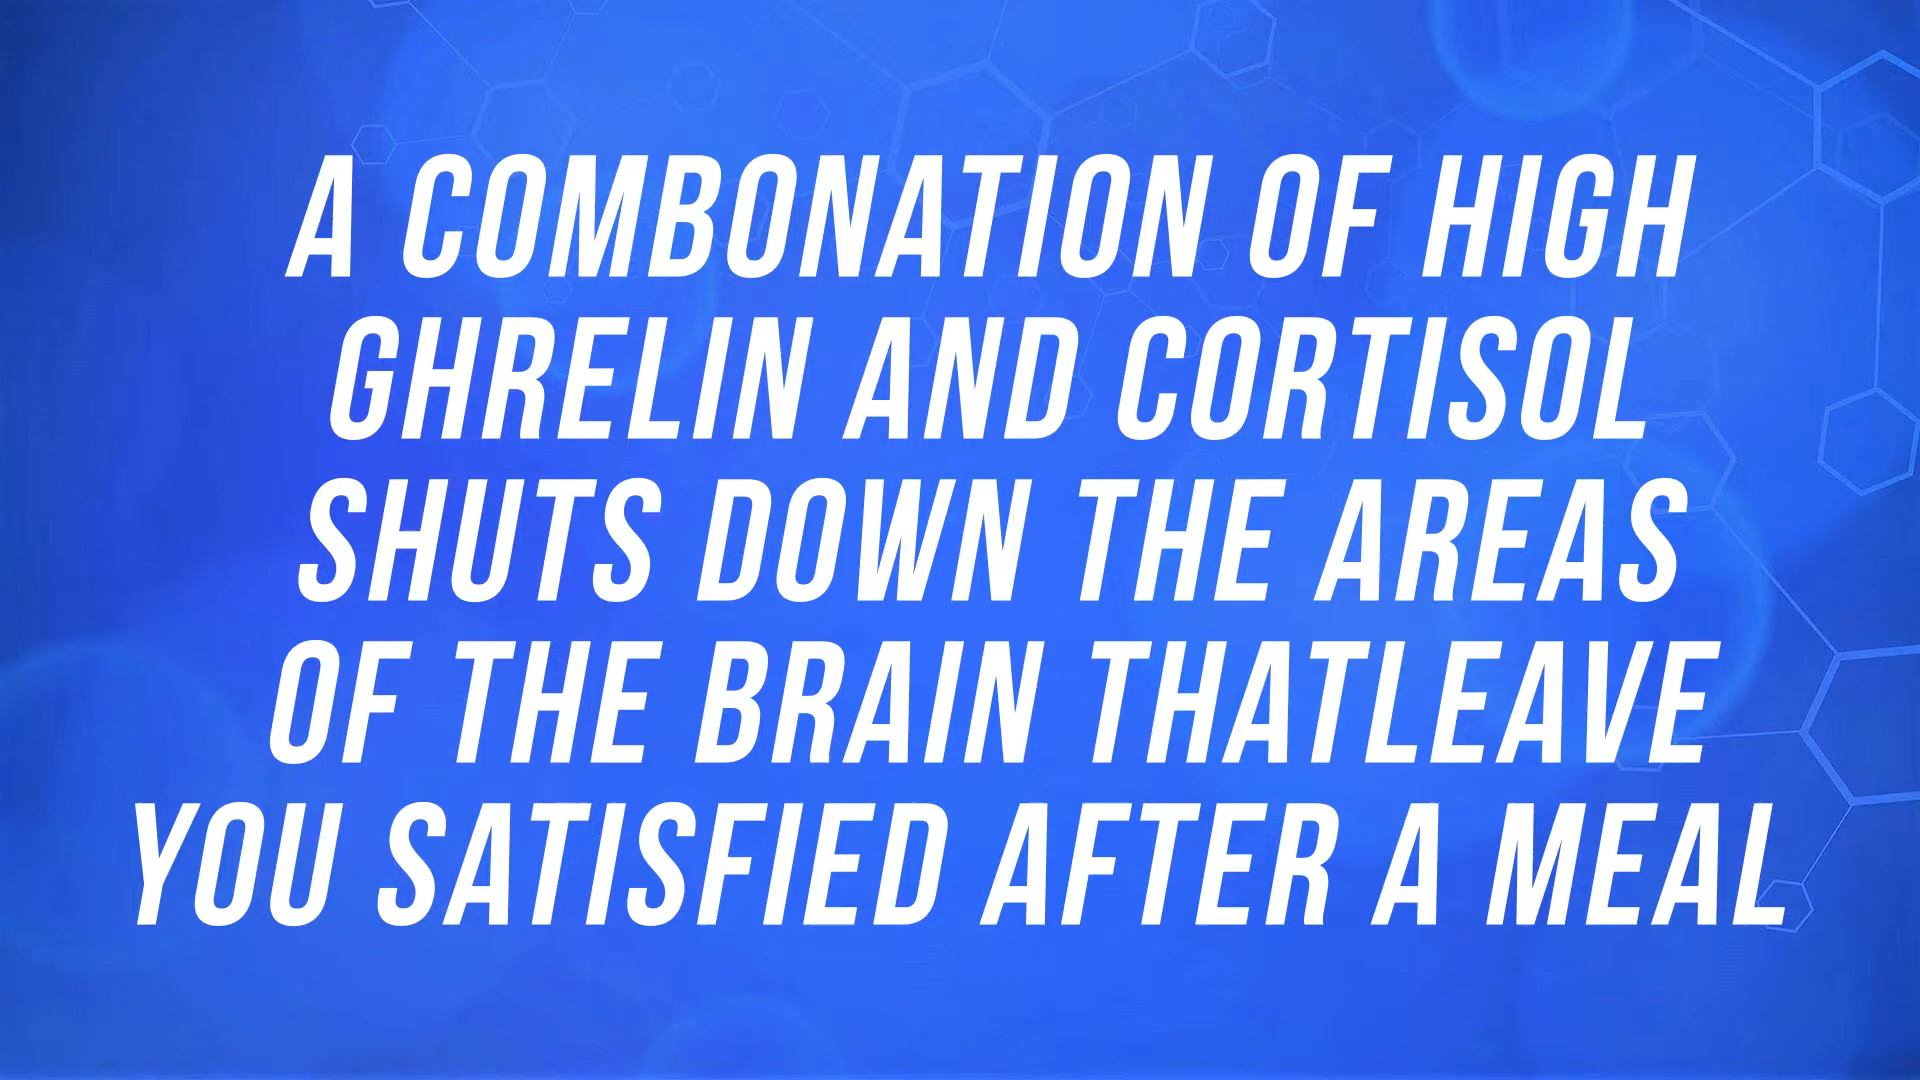 A COMBONATION OF HIGH
GHRELIN AND CORTISOL
SHUTS DOWN THE AREAS
OF THE BRAIN THATLEAVE
YOU SATISFIED AFTER A MEAL